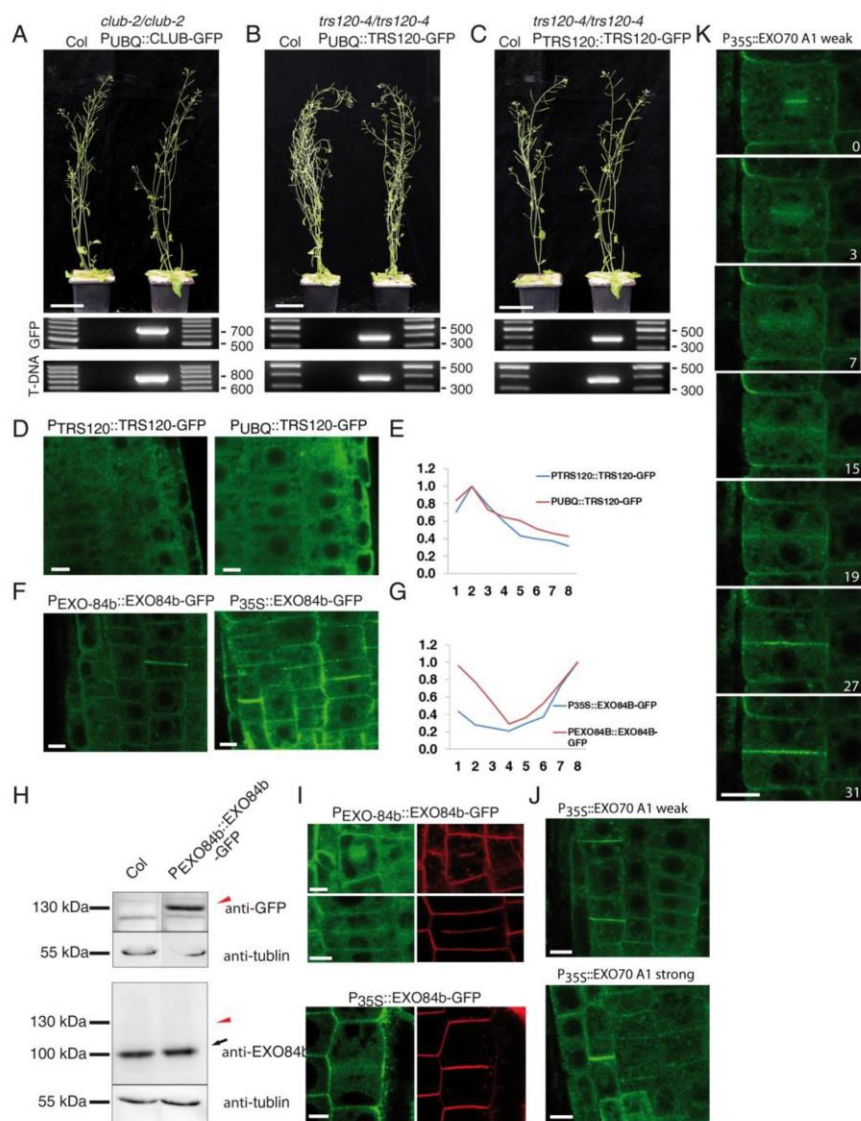 A
Col
club-2/club-2
PUBQ::CLUB-GFP
B
Col
trs120-4/trs120-4
PUBQ::TRS120-GFP
C
Col
trs120-4/trs120-4
PTRS120::TRS120-GFP
K
P35S::EXO70 A1 weak
GFP
- 700
- 500
- 500
- 300
- 500
- 300
T-DNA
- 800
- 600
500
300
500
- 300
D
PTRS120::TRS120-GFP
PUBQ::TRS120-GFP
E
1.2
1.0
0.8
0.6
0.4
0.2
0.0
PTRS120::TRS120-GFP
PUBQ::TRS120-GFP
1 2 3 4 5 6 7 8
F
PEXO-84b::EXO84b-GFP
P35S::EXO84b-GFP
G
1.2
1.0
0.8
0.6
0.4
0.2
0.0
P35S::EXO84B-GFP
PEXO84B::EXO84B-
GFP
1 2 3 4 5 6 7 8
0
3
7
15
19
27
31
H
Col
PEXO84b::EXO84b
-GFP
130 kDa
anti-GFP
55 kDa
anti-tublin
130 kDa
100 kDa
anti-EXO84b
55 kDa
anti-tublin
I
PEXO-84b::EXO84b-GFP
P35S::EXO84b-GFP
J
P35S::EXO70 A1 weak
P35S::EXO70 A1 strong